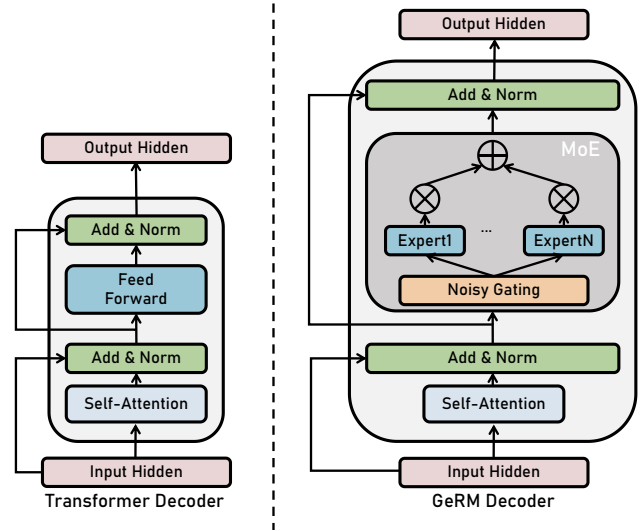 Output Hidden
Add & Norm
Feed
Forward
Add & Norm
Self-Attention
Input Hidden
Transformer Decoder
Output Hidden
Add & Norm
MoE
Expert1
...
ExpertN
Noisy Gating
Add & Norm
Self-Attention
Input Hidden
GeRM Decoder